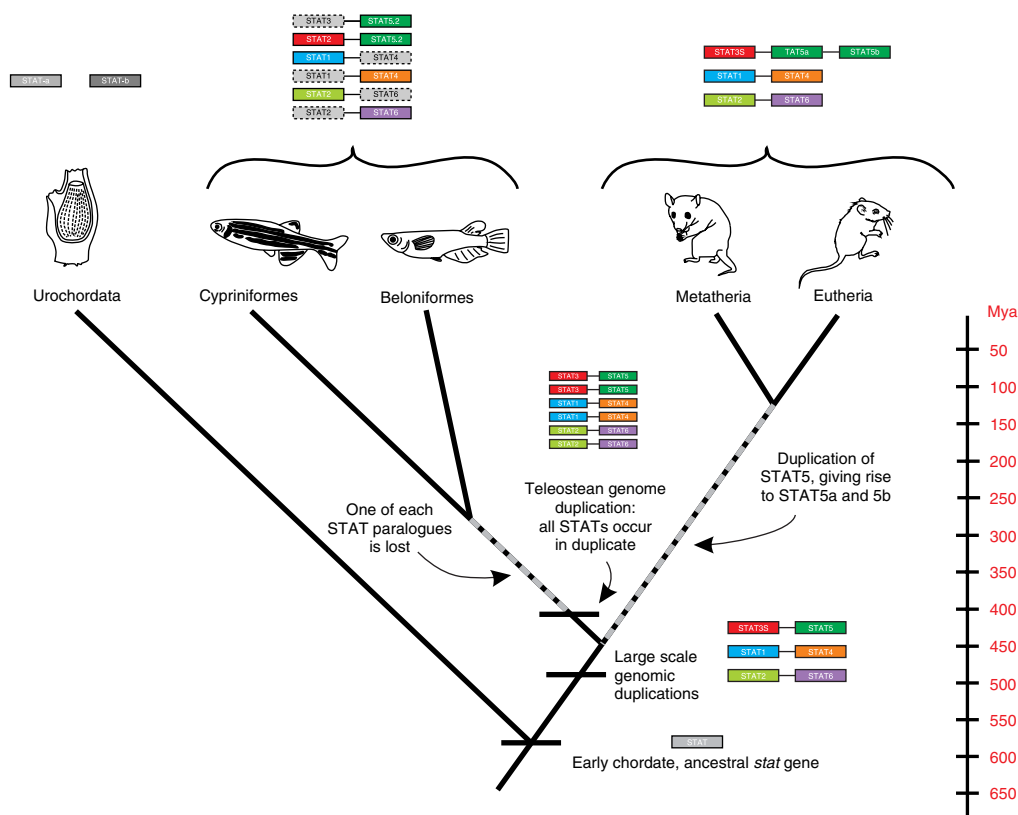 STAT3 STAT5,2
STAT2 STAT5.2
STAT1 STAT4
STAT1 STAT4
STAT2 STAT6
STAT2 STAT6
STAT3S TAT5a STAT5b
STAT1 STAT4
STAT2 STAT6
STAT-a STAT-b
Urochordata
Cypriniformes
Beloniformes
Metatheria
Eutheria
Mya
50
100
150
200
250
300
350
400
450
500
550
600
650
STAT3 STAT5
STAT3 STAT5
STAT1 STAT4
STAT1 STAT4
STAT2 STAT6
STAT2 STAT6
Duplication of
STAT5, giving rise
to STAT5a and 5b
Teleostean genome
duplication:
all STATs occur
in duplicate
One of each
STAT paralogues
is lost
STAT3S STAT5
STAT1 STAT4
STAT2 STAT6
Large scale
genomic
duplications
STAT
Early chordate, ancestral stat gene